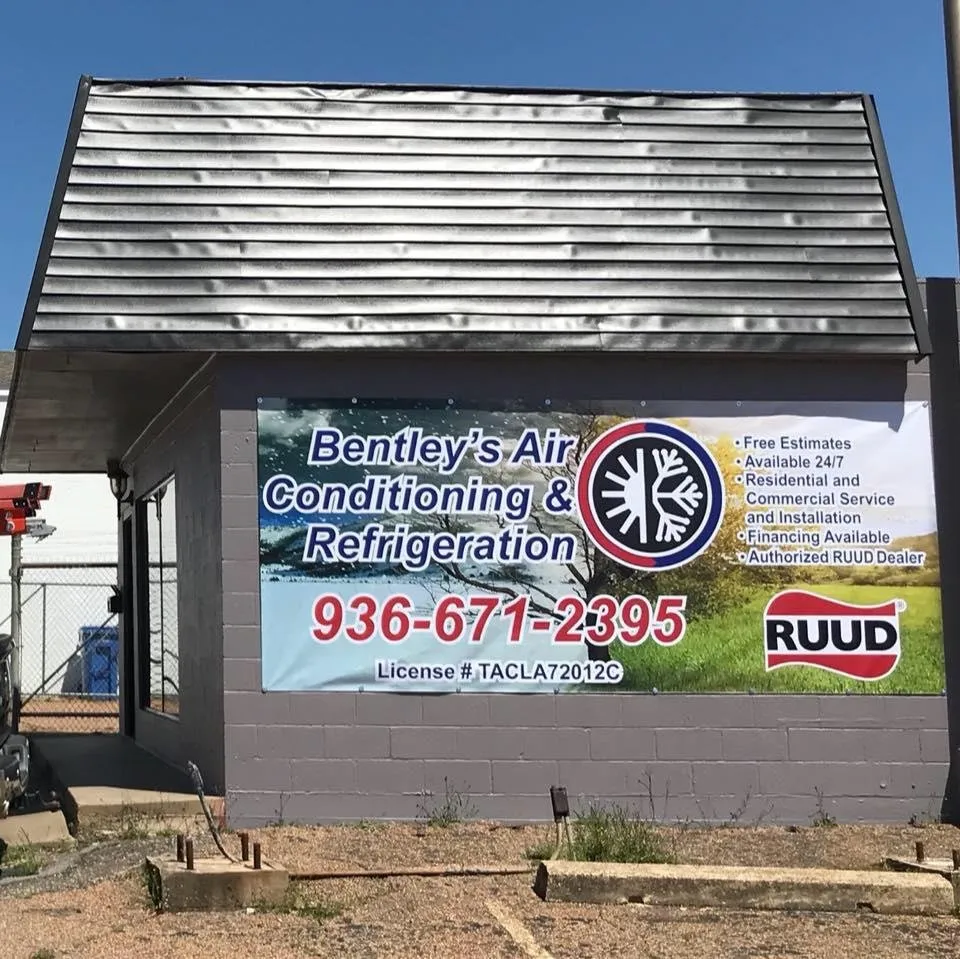 Bentley's Air
Conditioning &
Refrigeration
936-671-2395
License # TACLA72012C
• Free Estimates
• Available 24/7
• Residential and
Commercial Service
and Installation
• Financing Available
• Authorized RUUD Dealer
RUUD®